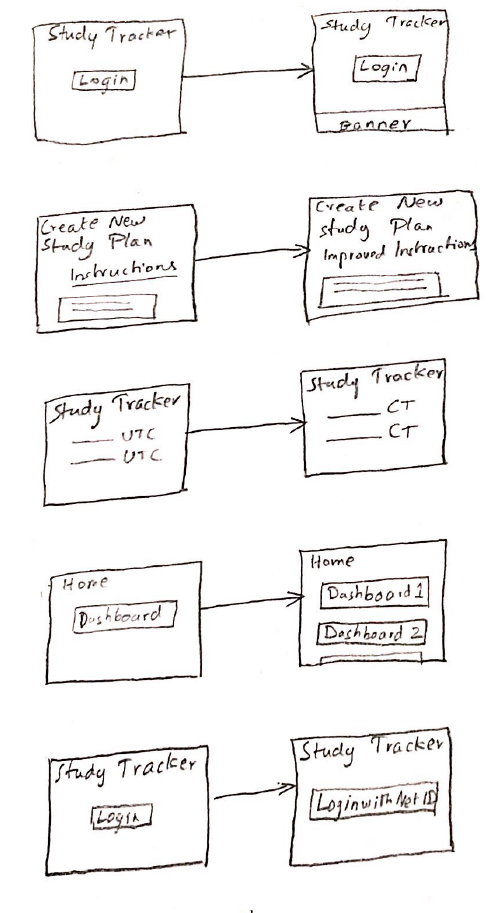 Study Tracker
Login
Study Tracker
Login
Banner
Create New
Study Plan
Instructions
Create New
Study Plan
Improved Instructions
Study Tracker
UTC
UTC
Study Tracker
CT
CT
Home
Dashboard
Home
Dashboard 1
Dashboard 2
Study Tracker
Login
Study Tracker
Login with Net ID